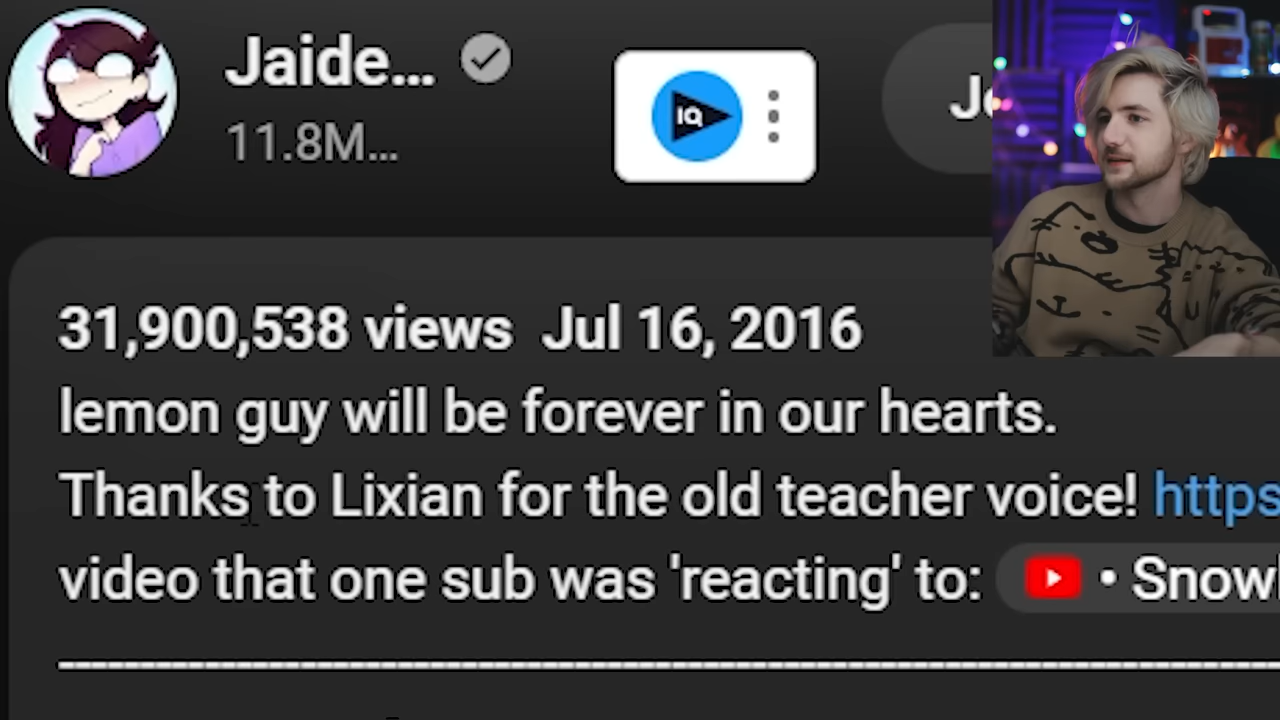 Jaide...
11.8M...
IQ
31,900,538 views Jul 16, 2016
lemon guy will be forever in our hearts.
Thanks to Lixian for the old teacher voice! https
video that one sub was 'reacting' to: • Snow